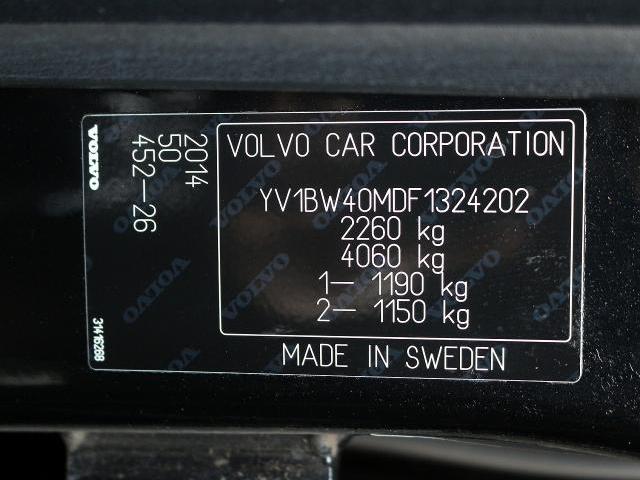 VOLVO
31416268
2014
50
452-26
VOLVO CAR CORPORATION
YV1BW40MDF1324202
2260 kg
4060 kg
1— 1190 kg
2— 1150 kg
MADE IN SWEDEN